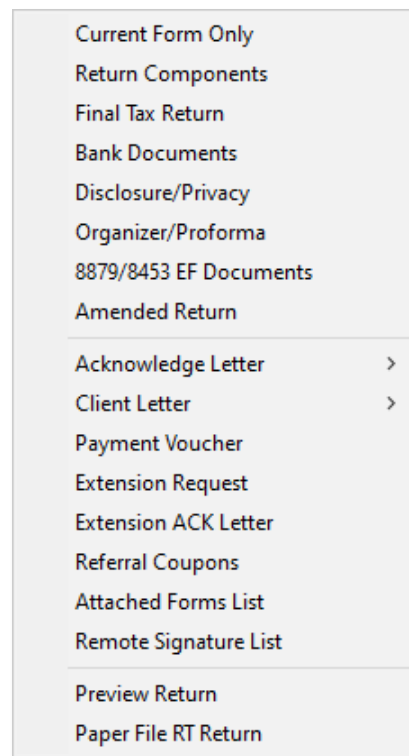 Current Form Only
Return Components
Final Tax Return
Bank Documents
Disclosure/Privacy
Organizer/Proforma
8879/8453 EF Documents
Amended Return
Acknowledge Letter
Client Letter
Payment Voucher
Extension Request
Extension ACK Letter
Referral Coupons
Attached Forms List
Remote Signature List
Preview Return
Paper File RT Return